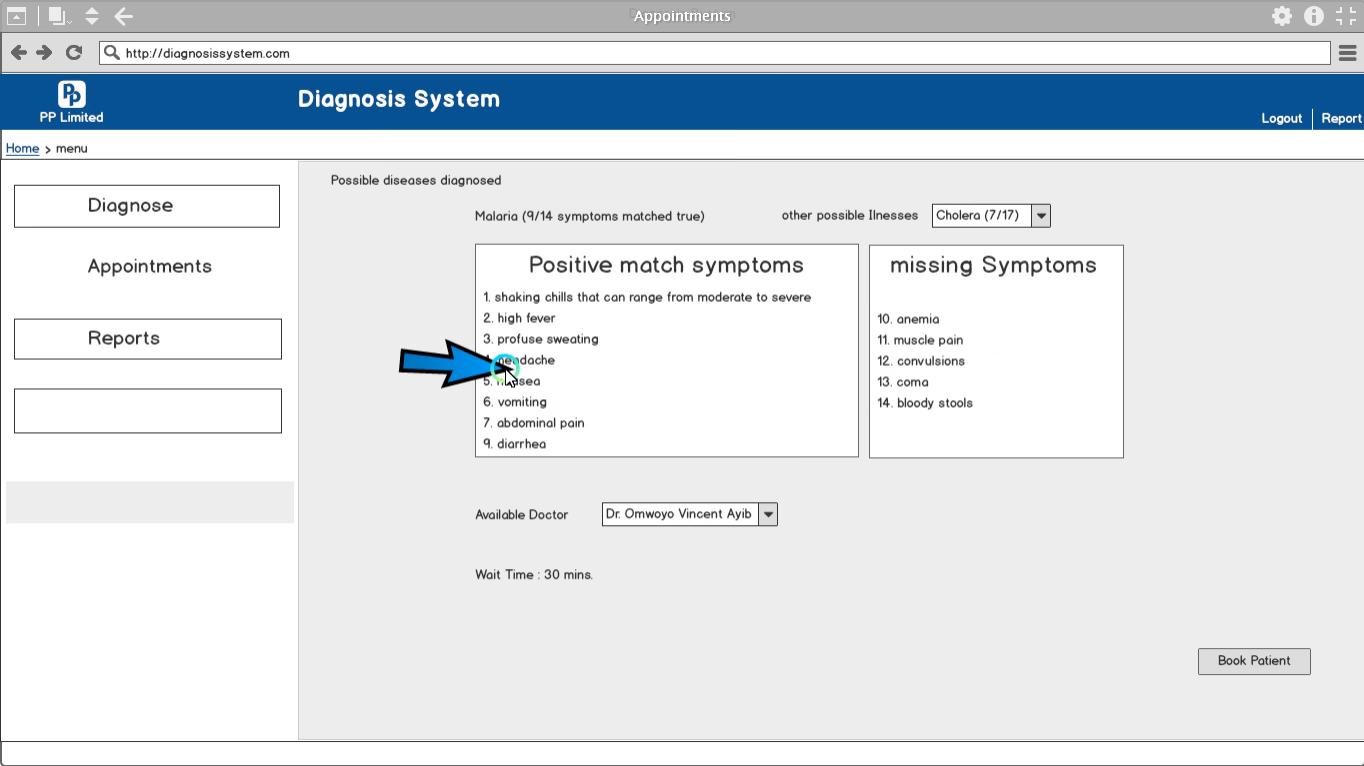 Appointments
http://diagnosissystem.com
PP
PP Limited
Diagnosis System
Logout
Report
Home > menu
Diagnose
Appointments
Reports
Possible diseases diagnosed
Malaria (9/14 symptoms matched true)
other possible Ilnesses
Cholera (7/17)
Positive match symptoms
1. shaking chills that can range from moderate to severe
2. high fever
3. profuse sweating
4. headache
5. nausea
6. vomiting
7. abdominal pain
9. diarrhea
missing Symptoms
10. anemia
11. muscle pain
12. convulsions
13. coma
14. bloody stools
Available Doctor
Dr. Omwoyo Vincent Ayib
Wait Time : 30 mins.
Book Patient